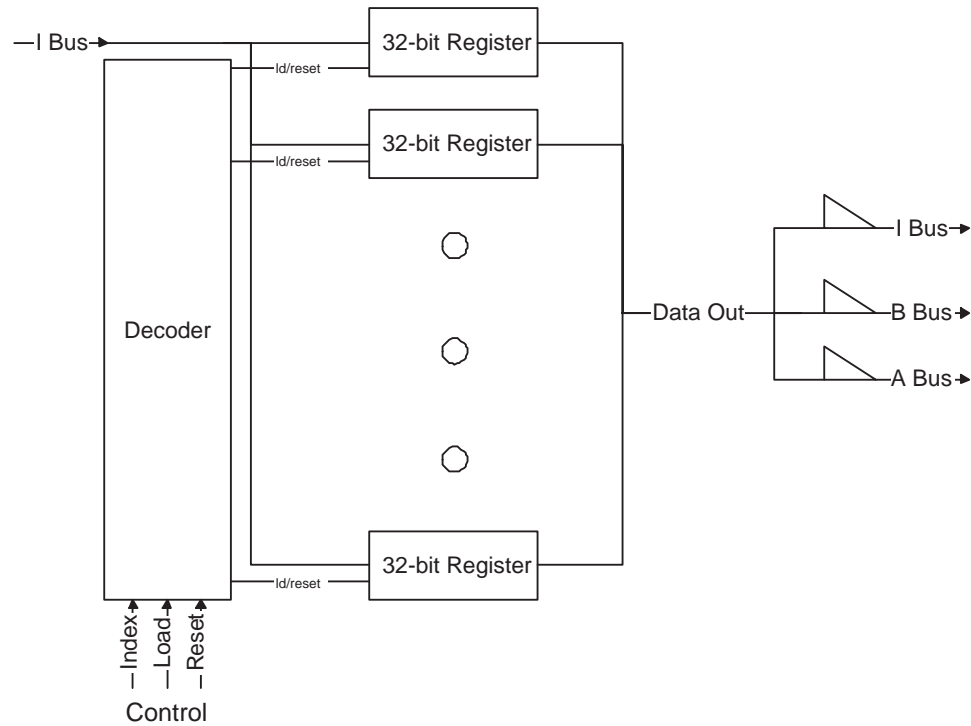 I Bus
32-bit Register
ld/reset
32-bit Register
ld/reset
I Bus
Data Out
B Bus
Decoder
A Bus
32-bit Register
ld/reset
Index
Load
Reset
Control